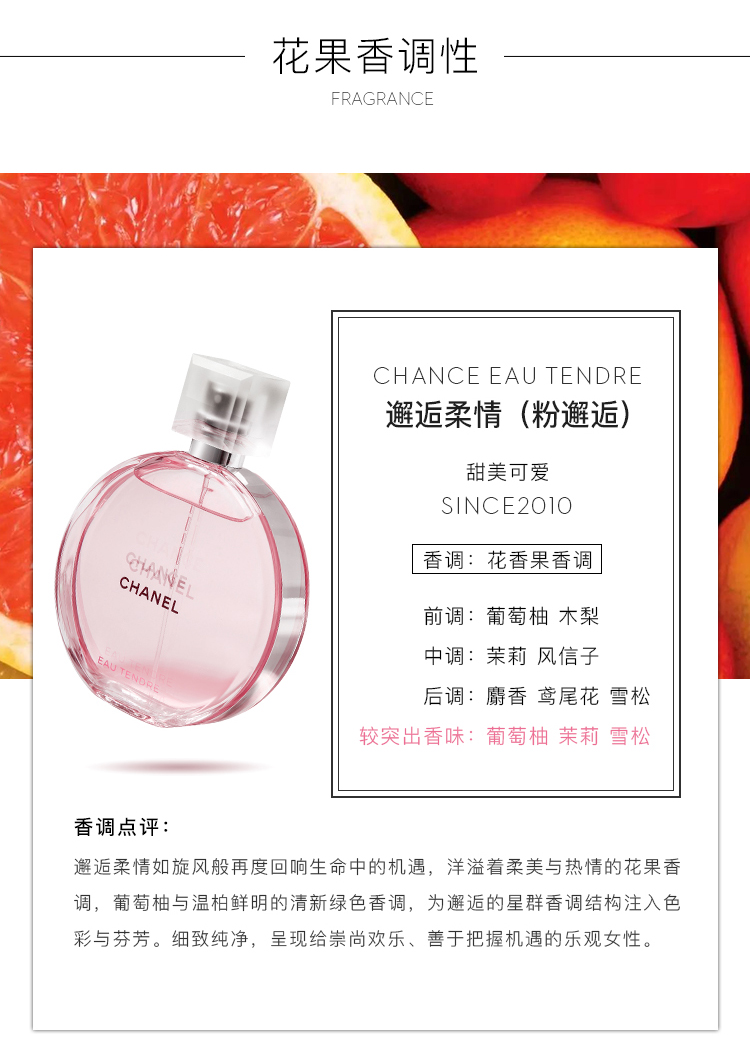 花果香调性
FRAGRANCE
CHANCE EAU TENDRE
邂逅柔情（粉邂逅）
甜美可爱
SINCE2010
香调：花香果香调
前调：葡萄柚 木梨
中调：茉莉 风信子
后调：麝香 鸢尾花 雪松
较突出香味：葡萄柚 茉莉 雪松
CHANCE
CHANEL
CHANEL
EAU TENDRE
香调点评：
邂逅柔情如旋风般再度回响生命中的机遇，洋溢着柔美与热情的花果香
调，葡萄柚与温柏鲜明的清新绿色香调，为邂逅的星群香调结构注入色
彩与芬芳。细致纯净，呈现给崇尚欢乐、善于把握机遇的乐观女性。